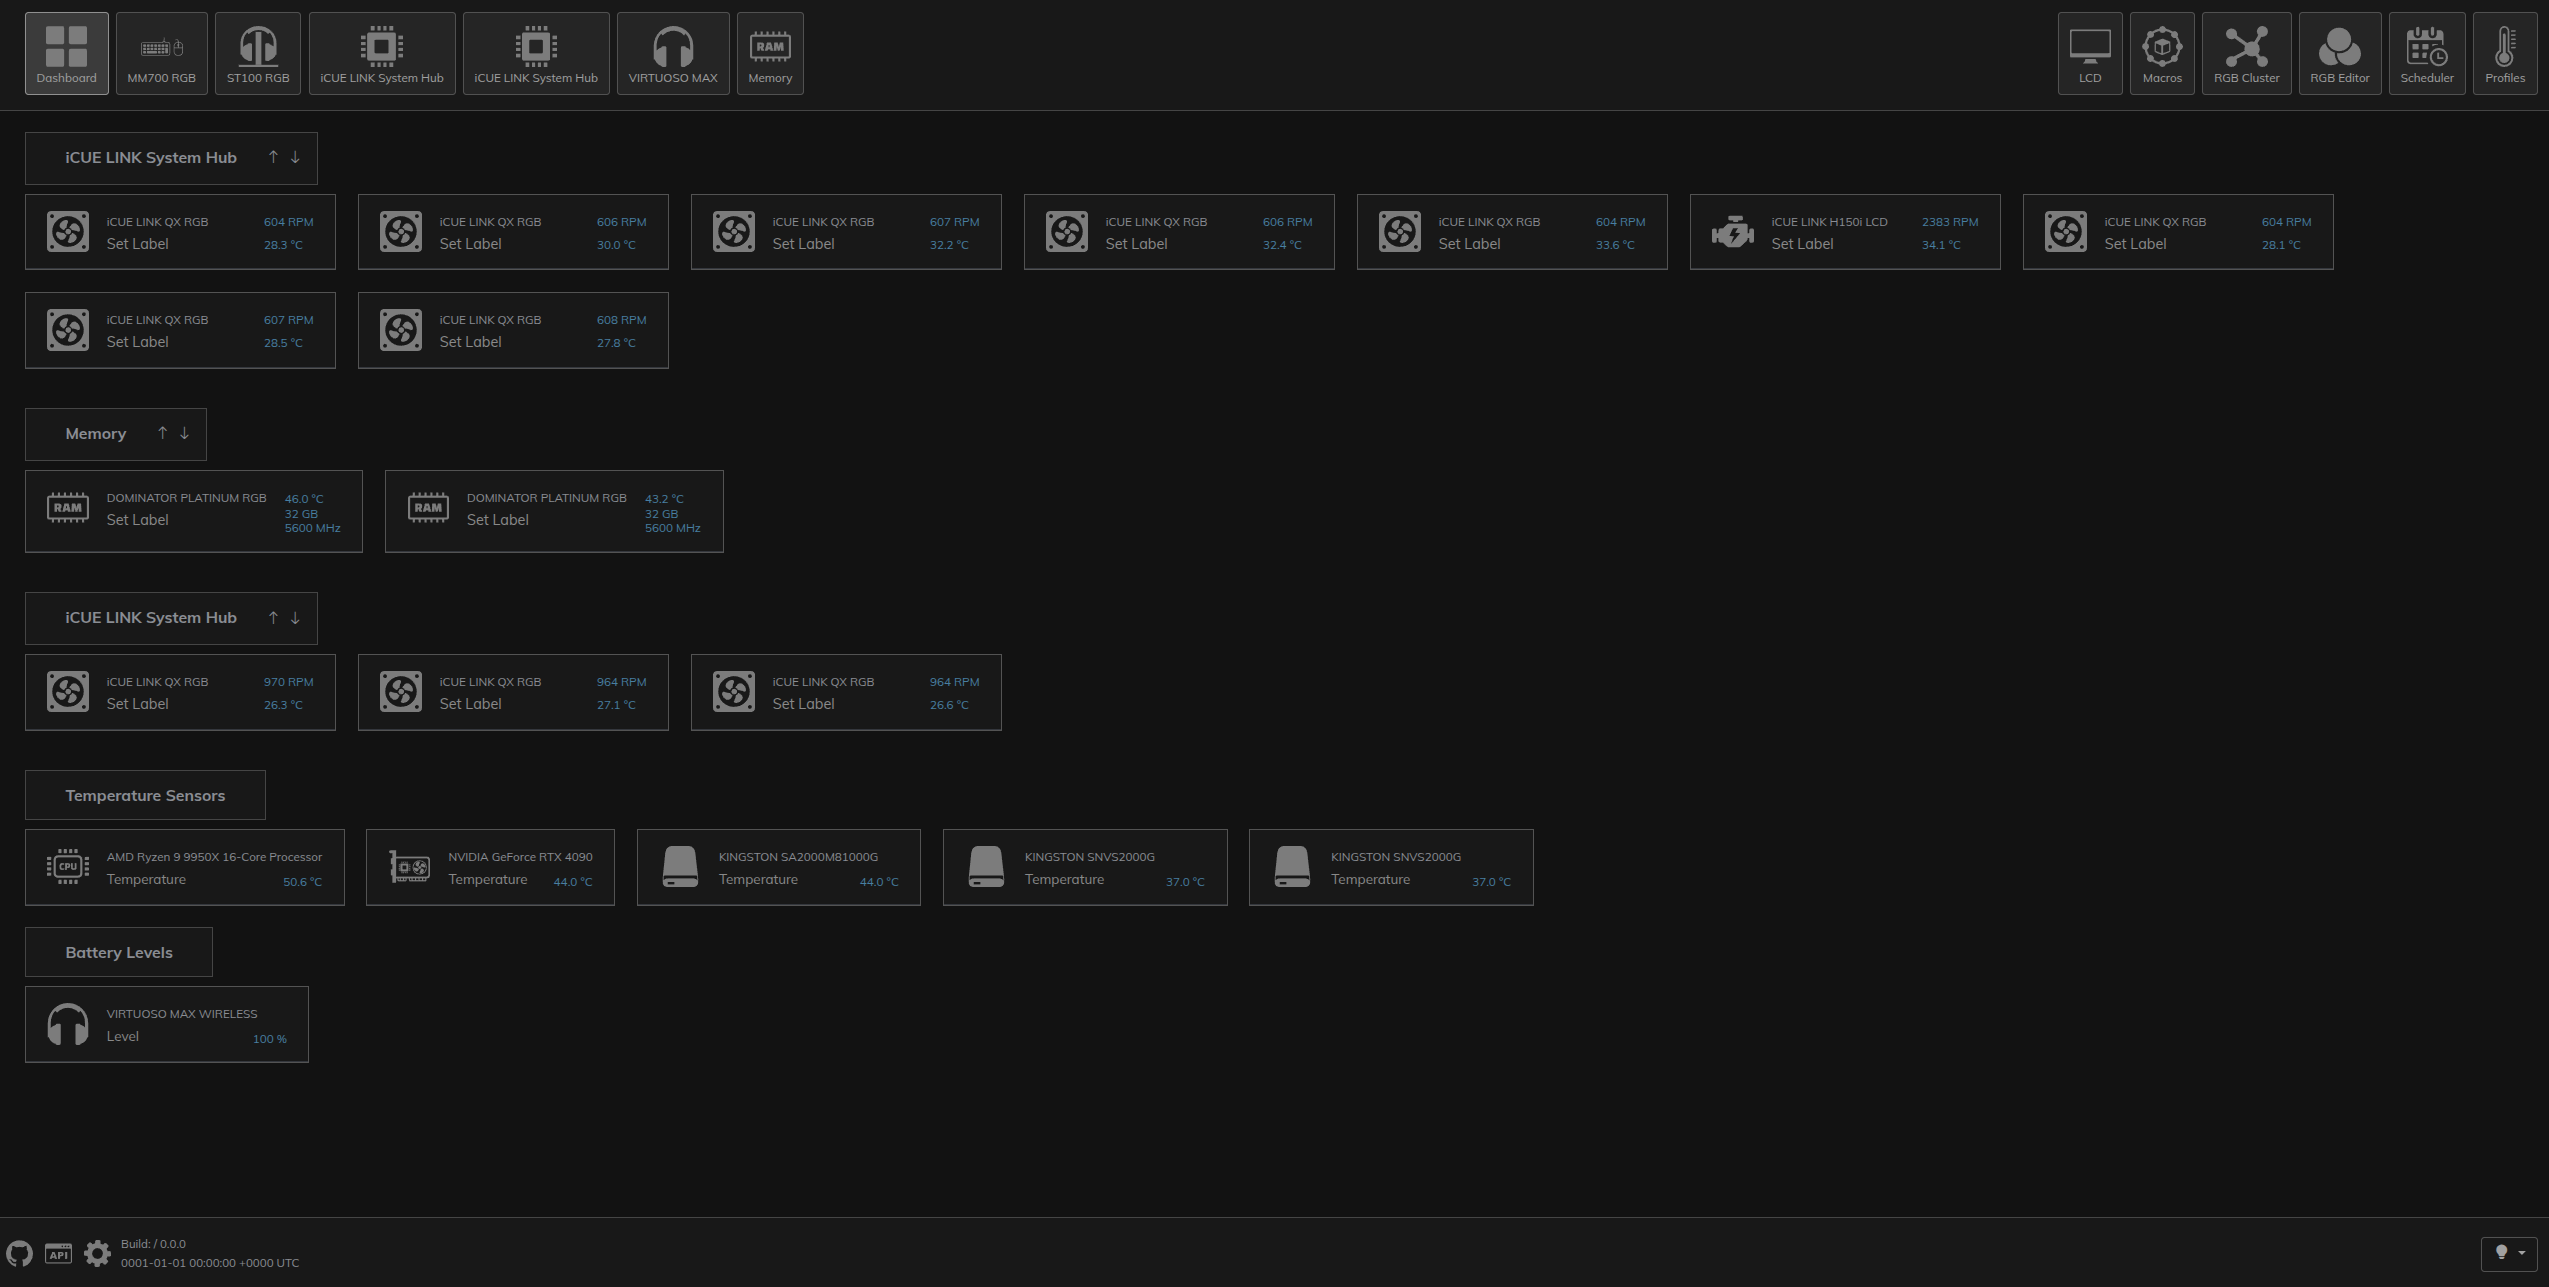 Dashboard
MM700 RGB
ST100 RGB
iCUE LINK System Hub
iCUE LINK System Hub
VIRTUOSO MAX
RAM
Memory
LCD
Macros
RGB Cluster
RGB Editor
Scheduler
Profiles
iCUE LINK System Hub ↑ ↓
iCUE LINK QX RGB 604 RPM
Set Label 28.3 °C
iCUE LINK QX RGB 606 RPM
Set Label 30.0 °C
iCUE LINK QX RGB 607 RPM
Set Label 32.2 °C
iCUE LINK QX RGB 606 RPM
Set Label 32.4 °C
iCUE LINK QX RGB 604 RPM
Set Label 33.6 °C
iCUE LINK H150i LCD 2383 RPM
Set Label 34.1 °C
iCUE LINK QX RGB 604 RPM
Set Label 28.1 °C
iCUE LINK QX RGB 607 RPM
Set Label 28.5 °C
iCUE LINK QX RGB 608 RPM
Set Label 27.8 °C
Memory ↑ ↓
RAM
DOMINATOR PLATINUM RGB 46.0 °C
Set Label 32 GB
5600 MHz
RAM
DOMINATOR PLATINUM RGB 43.2 °C
Set Label 32 GB
5600 MHz
iCUE LINK System Hub ↑ ↓
iCUE LINK QX RGB 970 RPM
Set Label 26.3 °C
iCUE LINK QX RGB 964 RPM
Set Label 27.1 °C
iCUE LINK QX RGB 964 RPM
Set Label 26.6 °C
Temperature Sensors
CPU
AMD Ryzen 9 9950X 16-Core Processor
Temperature 50.6 °C
NVIDIA GeForce RTX 4090
Temperature 44.0 °C
KINGSTON SA2000M81000G
Temperature 44.0 °C
KINGSTON SNVS2000G
Temperature 37.0 °C
KINGSTON SNVS2000G
Temperature 37.0 °C
Battery Levels
VIRTUOSO MAX WIRELESS
Level 100 %
API
Build: / 0.0.0
0001-01-01 00:00:00 +0000 UTC